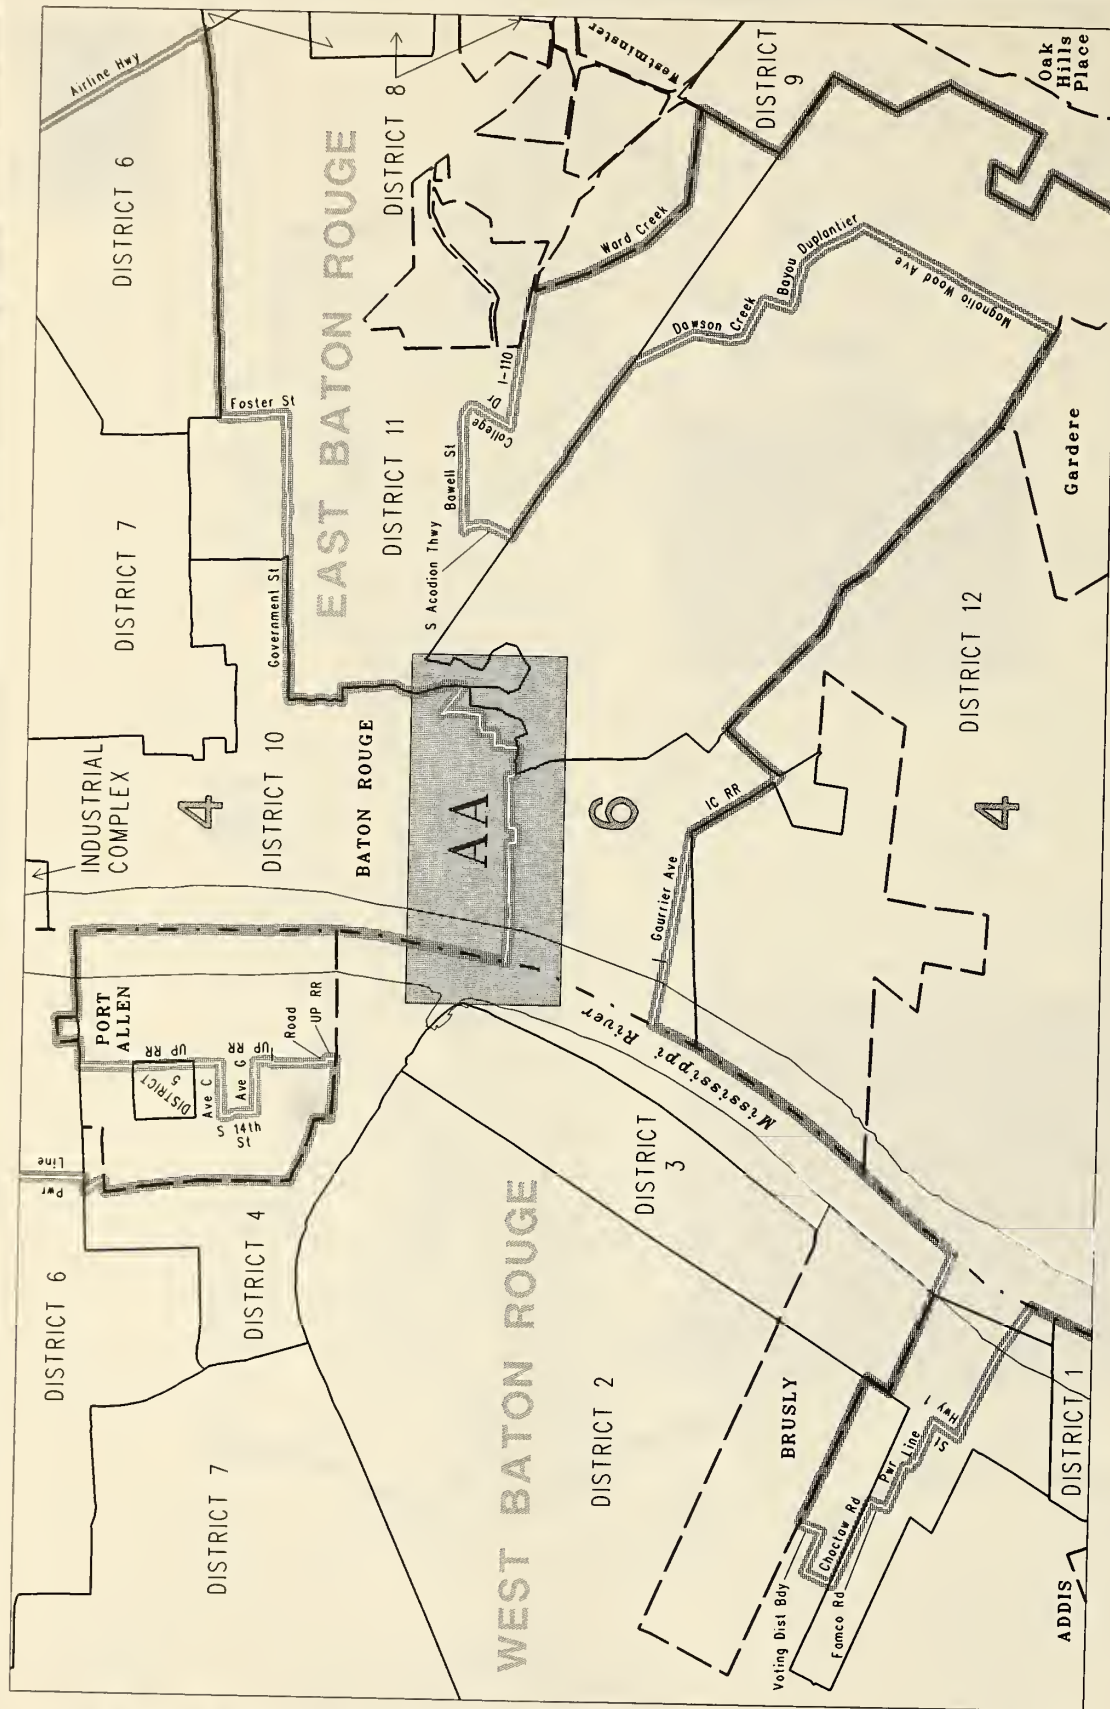 Airline Hwy
DISTRICT 6
DISTRICT 8
Westminster
DISTRICT
9
Oak
Hills
Place
EAST BATON ROUGE
Ward Creek
Bayou Duplantier
Dawson Creek
Magnolia Wood Ave
Foster St
DISTRICT 7
DISTRICT 11
College Dr
I-110
Bawell St
S Acadian Thwy
Gardere
Government St
DISTRICT 12
INDUSTRIAL
COMPLEX
4
DISTRICT 10
BATON ROUGE
AA
6
IC RR
4
Gourrier Ave
PORT
ALLEN
UP RR
DISTRICT
5
Ave C
UP RR
Ave G
Road
UP RR
S 14th
St
Mississippi River
Pwr Line
DISTRICT 4
DISTRICT
3
DISTRICT 6
WEST BATON ROUGE
DISTRICT 7
DISTRICT 2
BRUSLY
Pwr Line
St Hwy 1
DISTRICT 1
Choctaw Rd
Voting Dist Bdy
Famco Rd
ADDIS